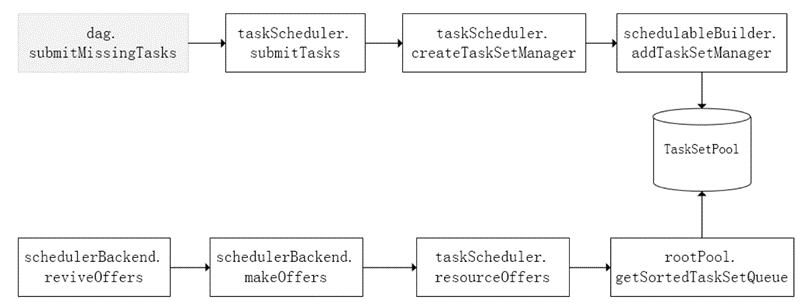 dag.
submitMissingTasks
taskScheduler.
submitTasks
taskScheduler.
createTaskSetManager
schedulableBuilder.
addTaskSetManager
TaskSetPool
schedulerBackend.
reviveOffers
schedulerBackend.
makeOffers
taskScheduler.
resourceOffers
rootPool.
getSortedTaskSetQueue